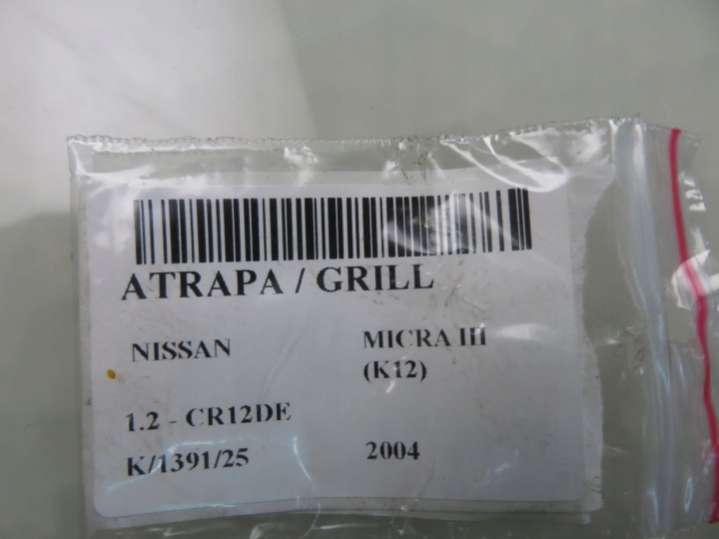 ATRAPA / GRILL
NISSAN MICRA III
(K12)
1.2 - CR12DE
K/1391/25 2004